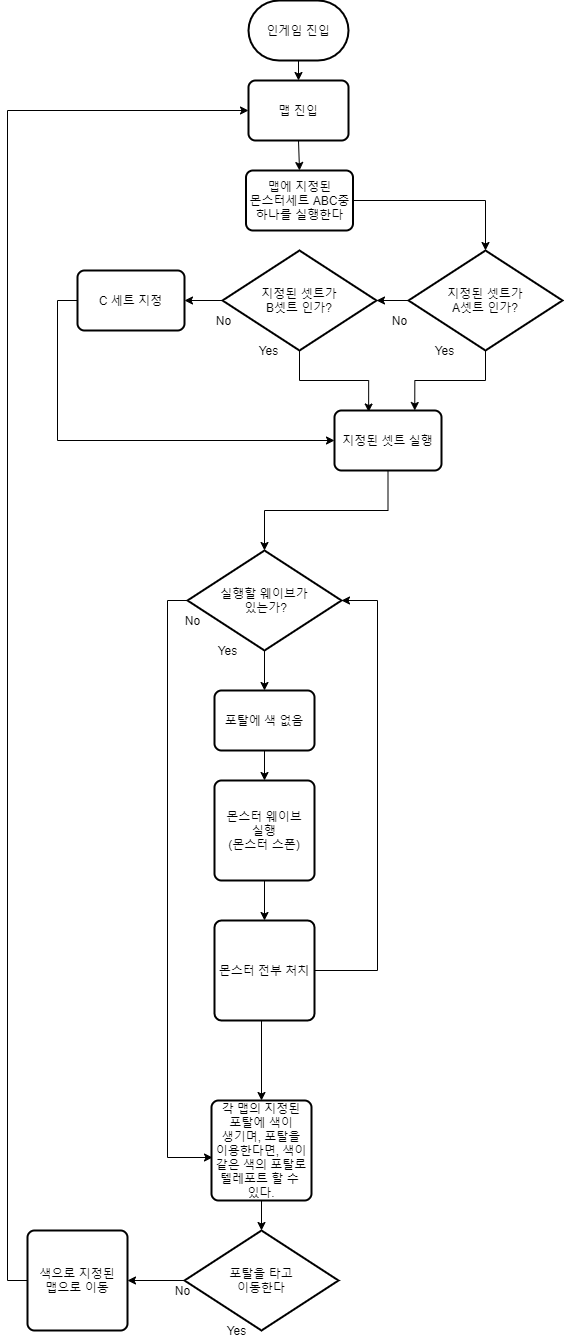 인게임 진입
맵 진입
맵에 지정된
몬스터세트 ABC중
하나를 실행한다
C 세트 지정
지정된 셋트가
B셋트 인가?
지정된 셋트가
A셋트 인가?
No
No
Yes
Yes
지정된 셋트 실행
실행할 웨이브가
있는가?
No
Yes
포탈에 색 없음
몬스터 웨이브
실행
(몬스터 스폰)
몬스터 전부 처치
각 맵의 지정된
포탈에 색이
생기며, 포탈을
이용한다면, 색이
같은 색의 포탈로
텔레포트 할 수
있다.
색으로 지정된
맵으로 이동
포탈을 타고
이동한다
No
Yes